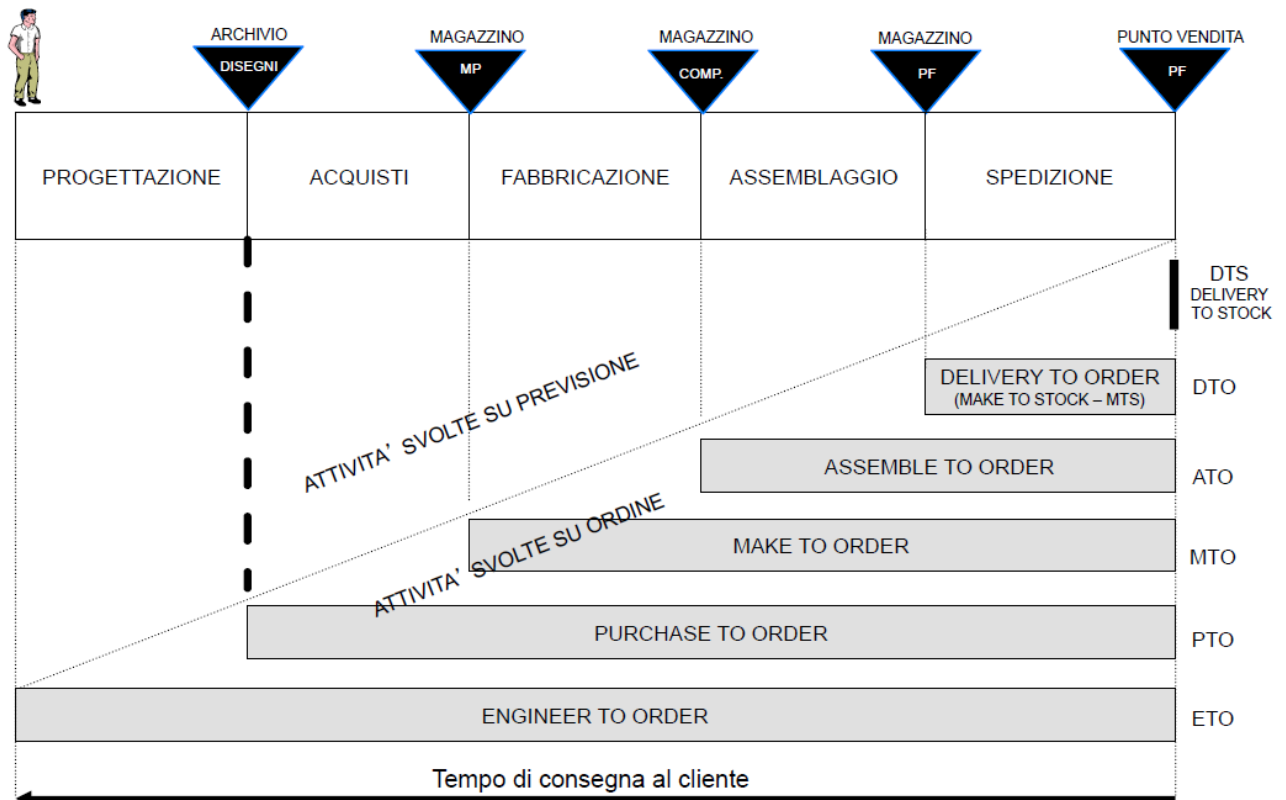 ARCHIVIO
DISEGNI
MAGAZZINO
MP
MAGAZZINO
COMP.
MAGAZZINO
PF
PUNTO VENDITA
PF
PROGETTAZIONE
ACQUISTI
FABBRICAZIONE
ASSEMBLAGGIO
SPEDIZIONE
DTS
DELIVERY
TO STOCK
ATTIVITA' SVOLTE SU PREVISIONE
DELIVERY TO ORDER
(MAKE TO STOCK – MTS)
DTO
ASSEMBLE TO ORDER
ATO
ATTIVITA' SVOLTE SU ORDINE
MAKE TO ORDER
MTO
PURCHASE TO ORDER
PTO
ENGINEER TO ORDER
ETO
Tempo di consegna al cliente